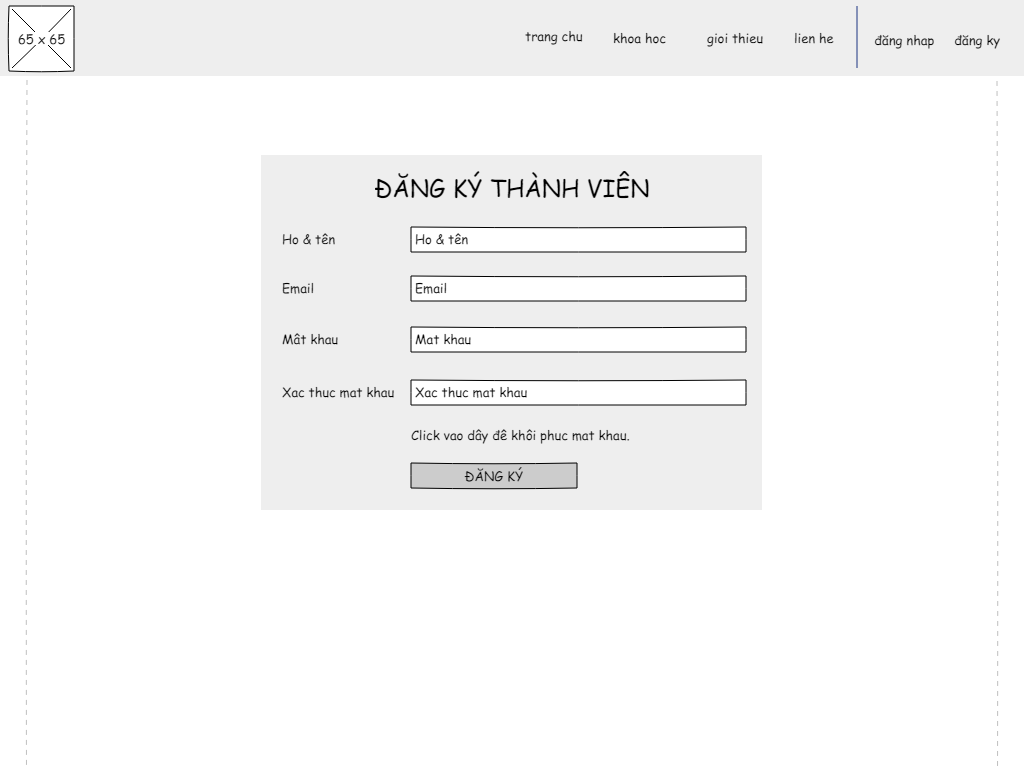 65 x 65
trang chu
khoa hoc
gioi thieu
lien he
đăng nhap
đăng ky
ĐĂNG KÝ THÀNH VIÊN
Ho & tên
Ho & tên
Email
Email
Mât khau
Mat khau
Xac thuc mat khau
Xac thuc mat khau
Click vao dây đê khôi phuc mat khau.
ĐĂNG KÝ